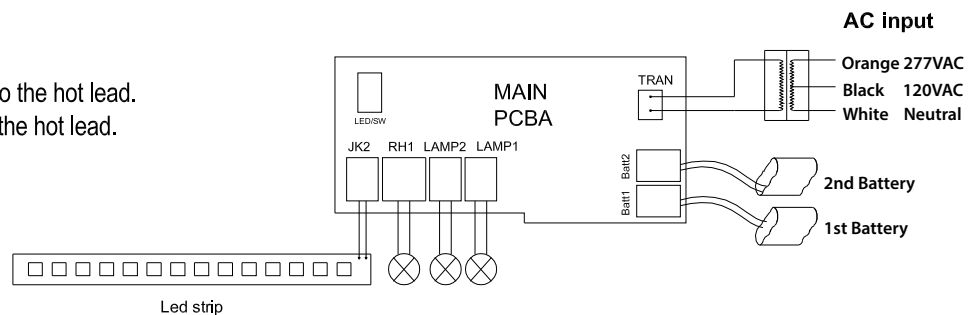 AC input
o the hot lead.
the hot lead.
MAIN
PCBA
LED/SW
TRAN
Orange 277VAC
Black 120VAC
White Neutral
JK2 RH1 LAMP2 LAMP1
Batt2
Batt1
2nd Battery
1st Battery
Led strip